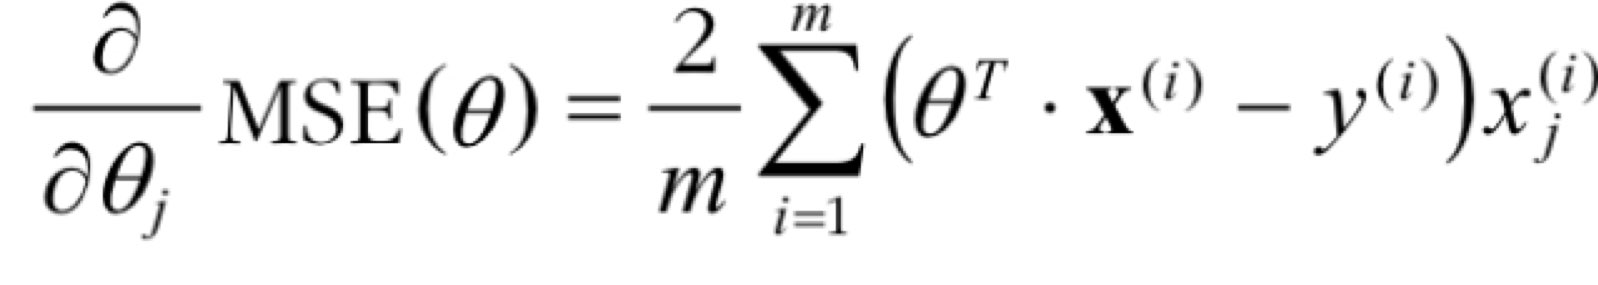 ∂/∂θ_j MSE(θ) = 2/m ∑_{i=1}^{m} (θ^T · 𝐱^(i) − y^(i)) x_j^(i)